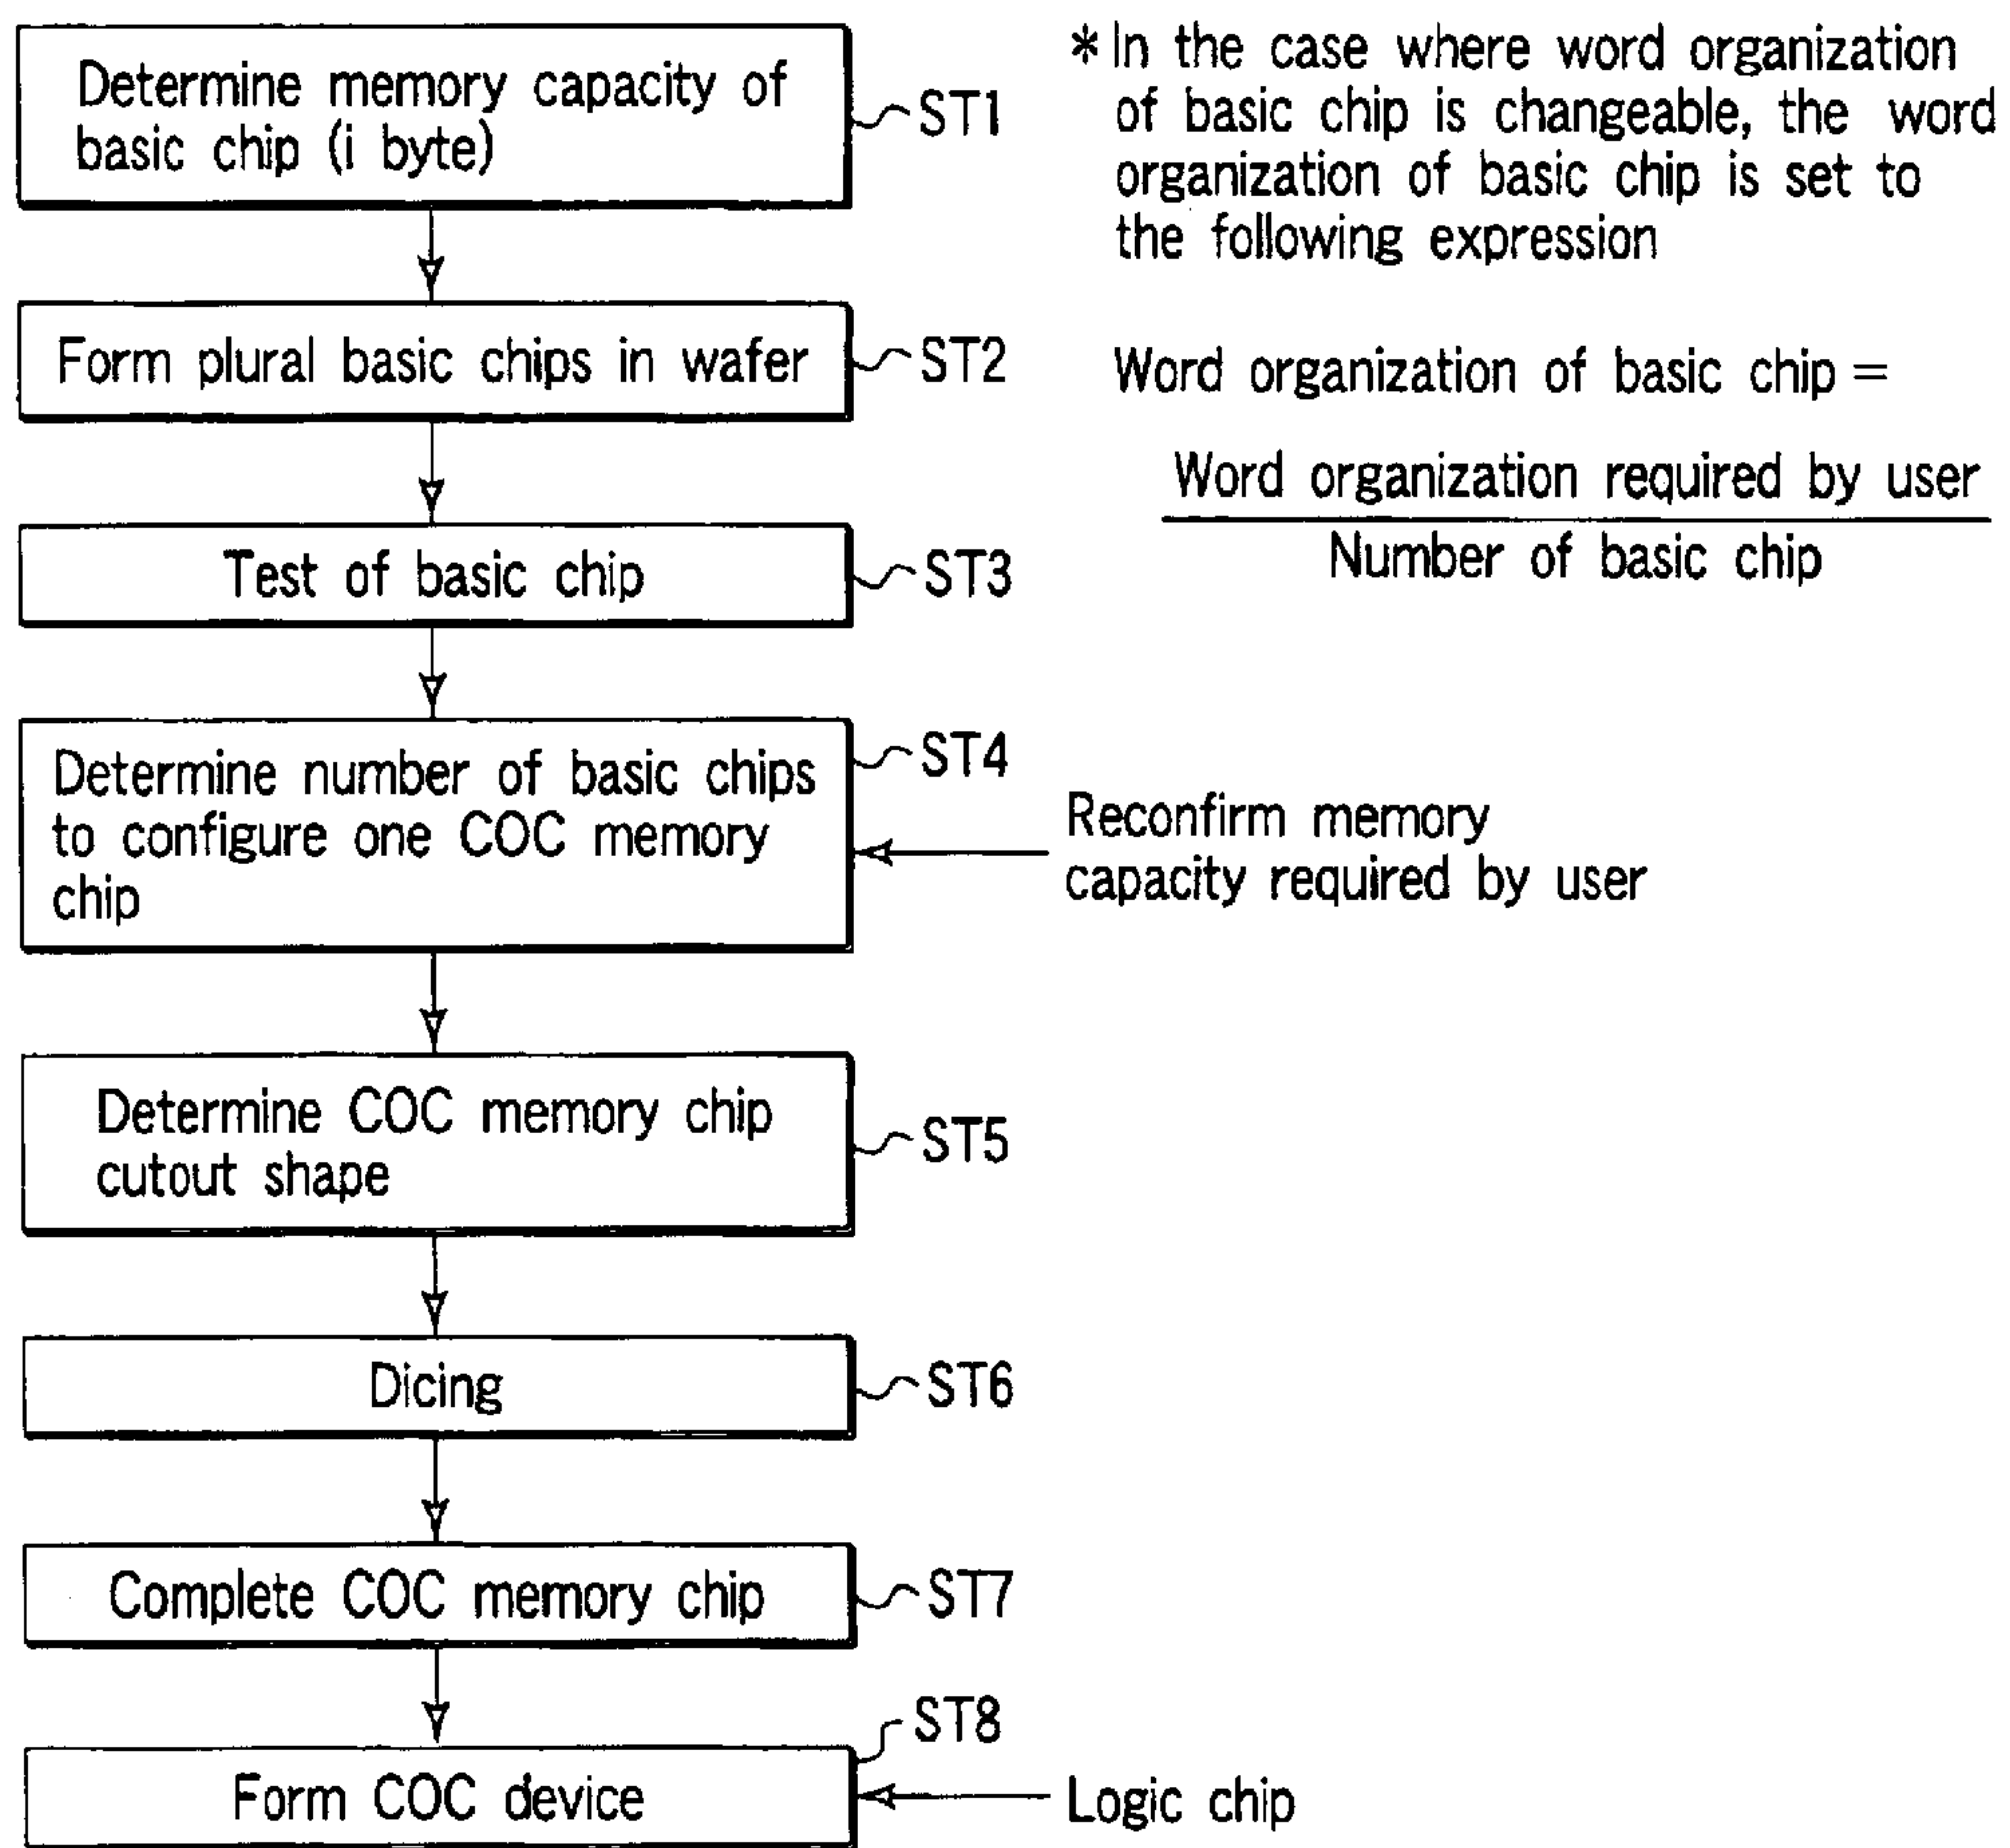 Determine memory capacity of
basic chip (i byte)
ST1
Form plural basic chips in wafer
ST2
Test of basic chip
ST3
Determine number of basic chips
to configure one COC memory
chip
ST4
Reconfirm memory
capacity required by user
Determine COC memory chip
cutout shape
ST5
Dicing
ST6
Complete COC memory chip
ST7
Form COC device
ST8
Logic chip
* In the case where word organization
of basic chip is changeable, the word
organization of basic chip is set to
the following expression
Word organization of basic chip =
Word organization required by user
Number of basic chip